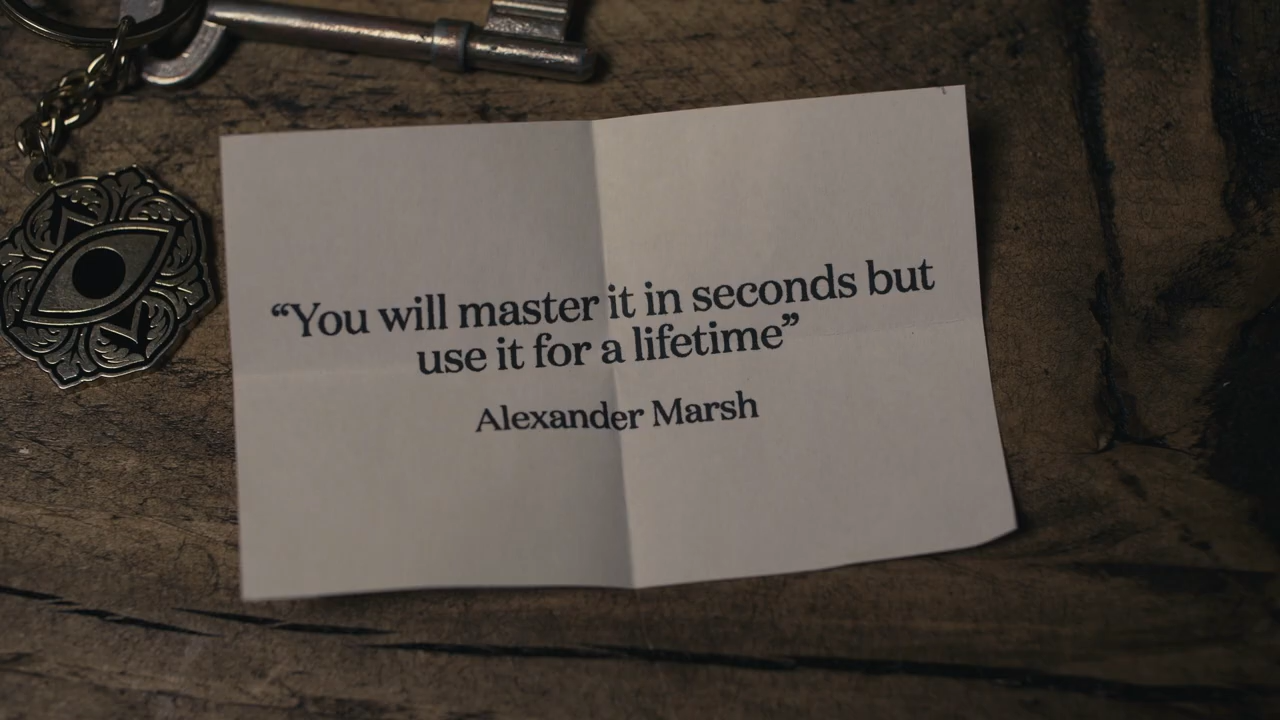 “You will master it in seconds but
use it for a lifetime”
Alexander Marsh